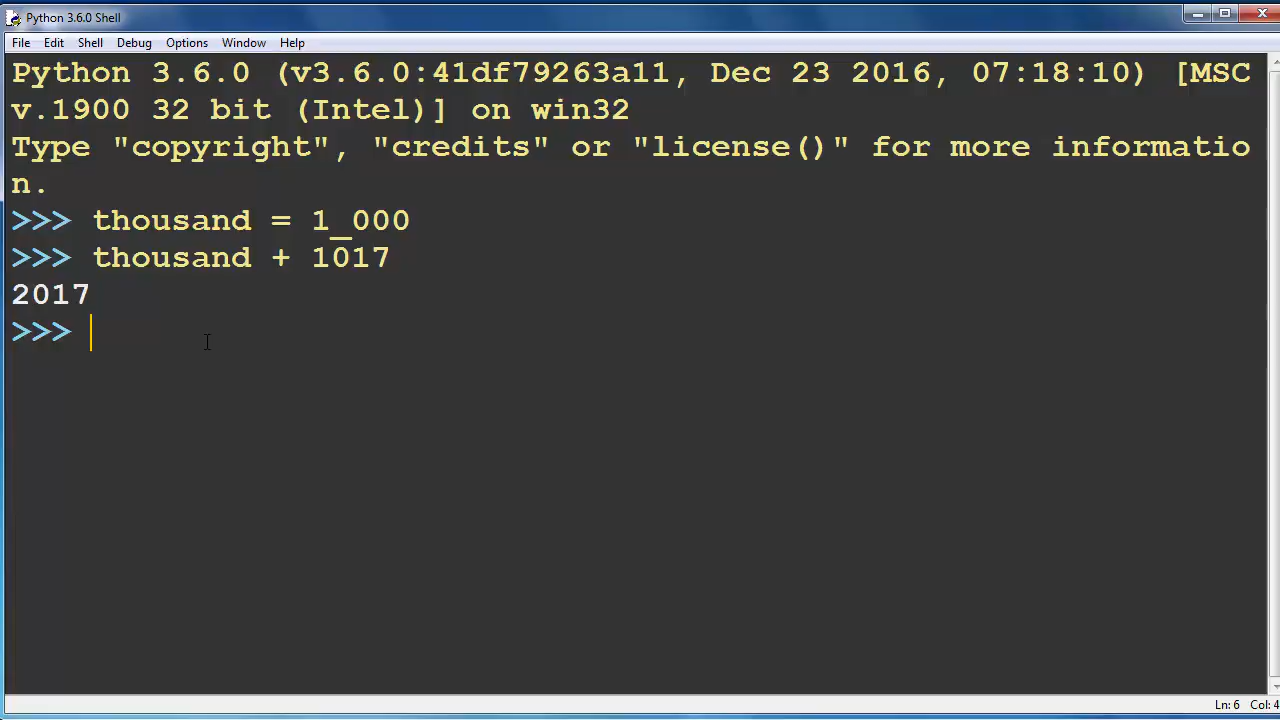 Python 3.6.0 Shell
File Edit Shell Debug Options Window Help
Python 3.6.0 (v3.6.0:41df79263a11, Dec 23 2016, 07:18:10) [MSC
v.1900 32 bit (Intel)] on win32
Type "copyright", "credits" or "license()" for more informatio
n.
>>> thousand = 1_000
>>> thousand + 1017
2017
>>>
Ln: 6 Col: 4